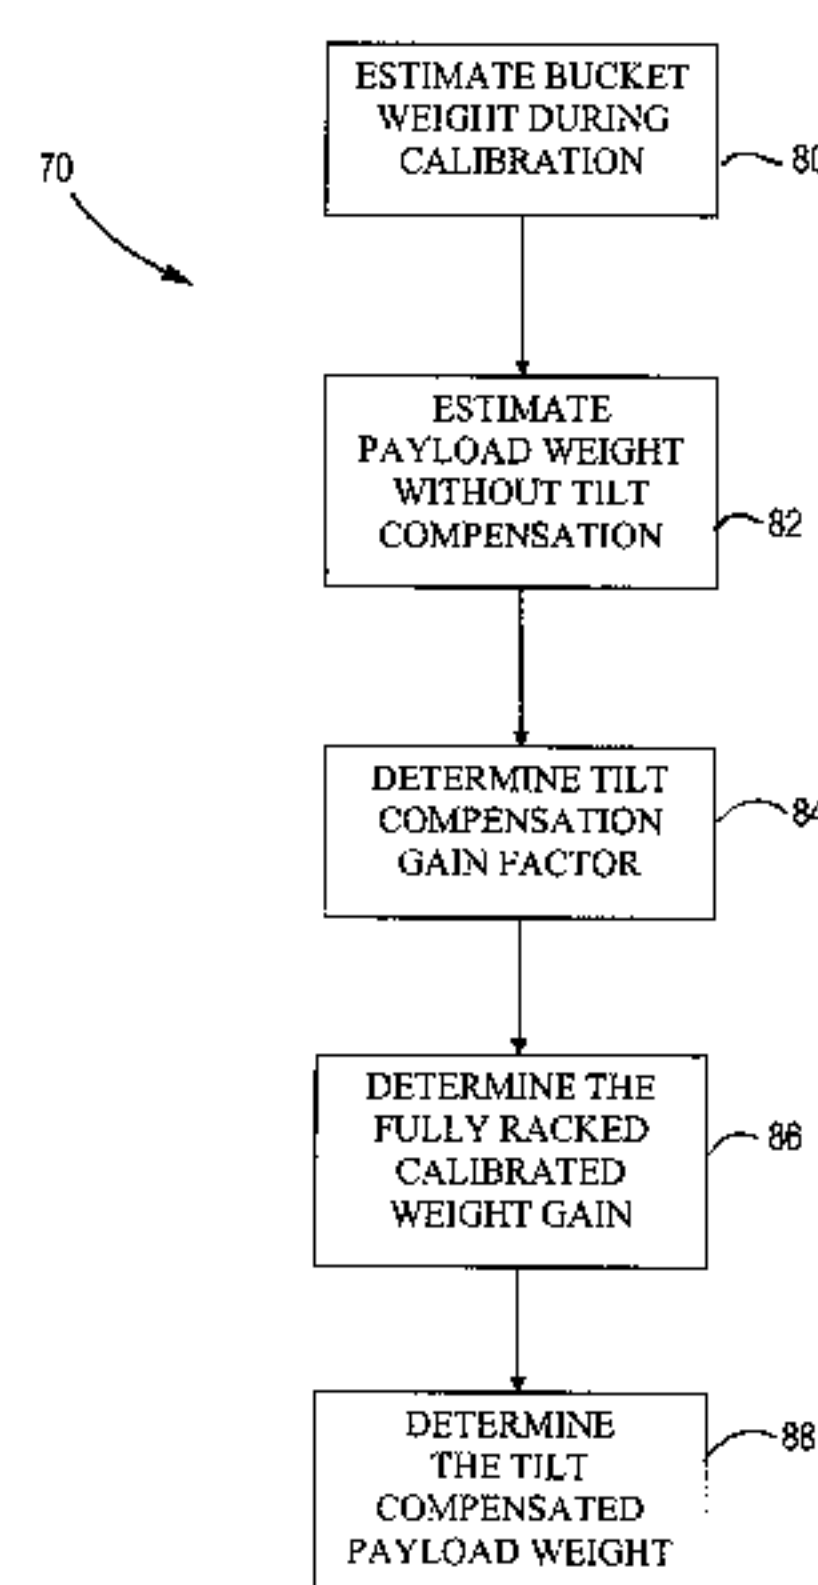 ESTIMATE BUCKET
WEIGHT DURING
CALIBRATION
80
70
ESTIMATE
PAYLOAD WEIGHT
WITHOUT TILT
COMPENSATION
82
DETERMINE TILT
COMPENSATION
GAIN FACTOR
84
DETERMINE THE
FULLY RACKED
CALIBRATED
WEIGHT GAIN
86
DETERMINE
THE TILT
COMPENSATED
PAYLOAD WEIGHT
88